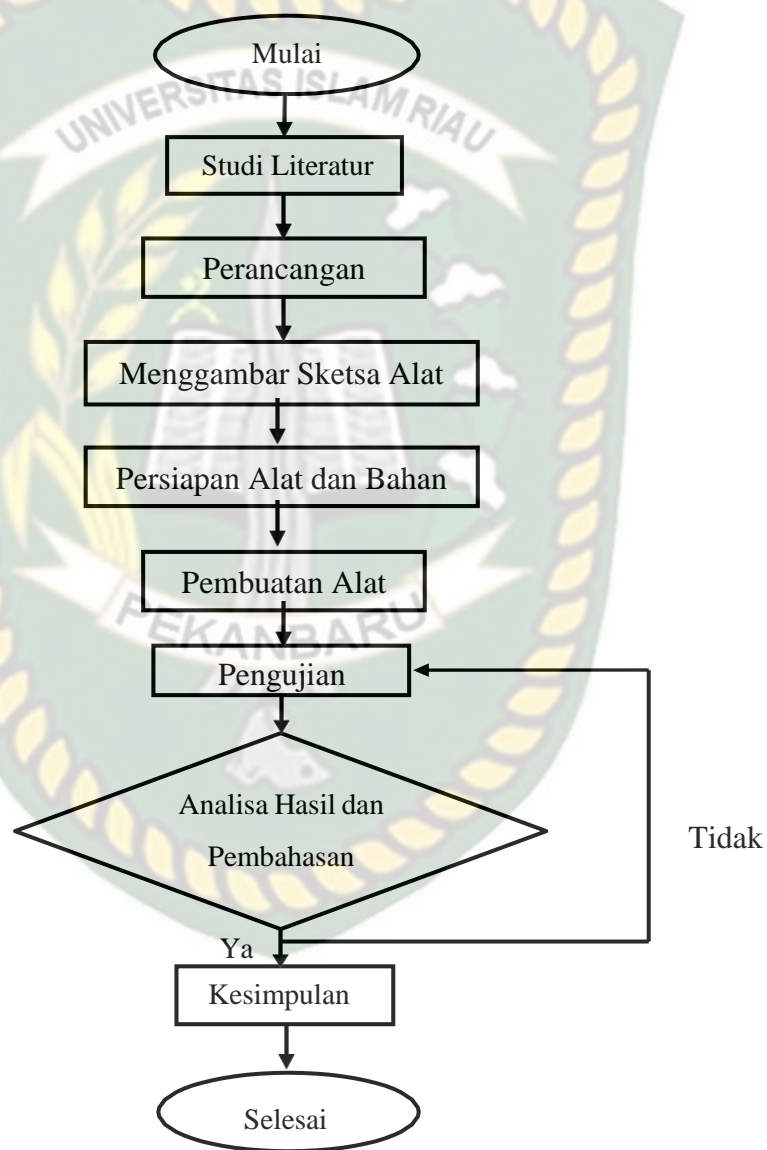 Mulai
UNIVERSITAS ISLAM RIAU
Studi Literatur
Perancangan
Menggambar Sketsa Alat
Persiapan Alat dan Bahan
Pembuatan Alat
PEKANBARU
Pengujian
Analisa Hasil dan
Pembahasan
Tidak
Ya
Kesimpulan
Selesai